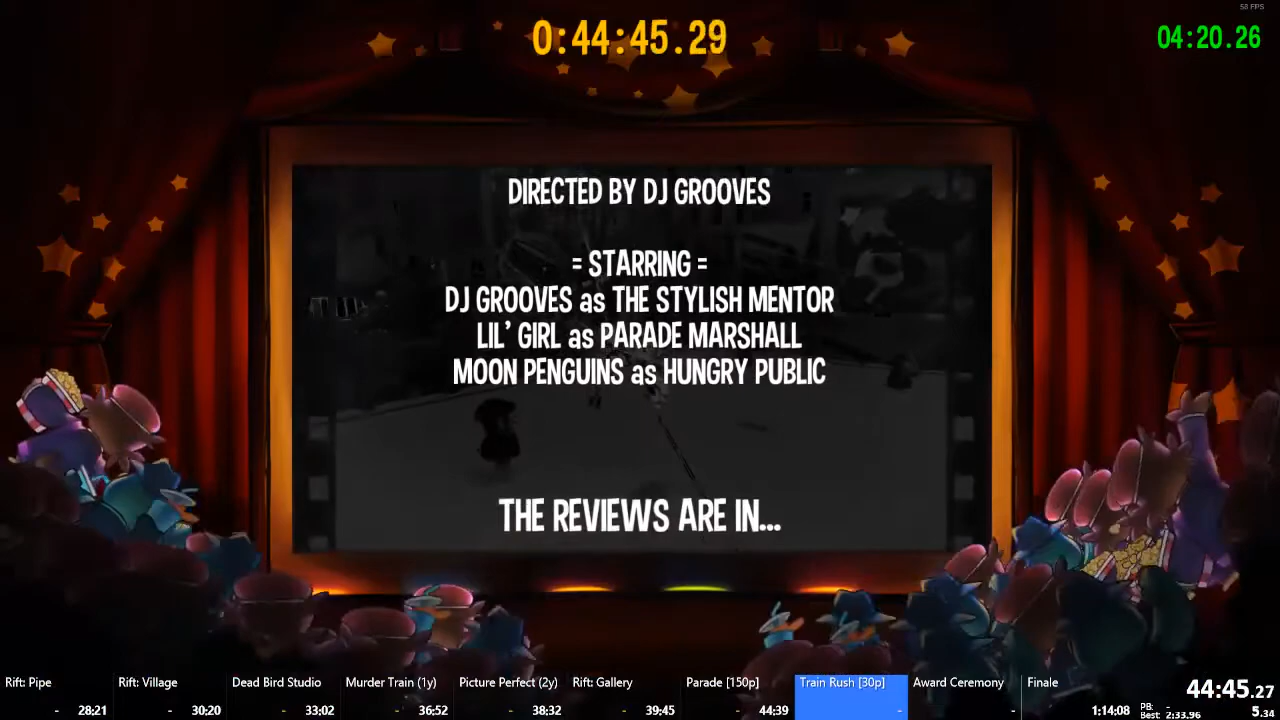 58 FPS
0:44:45.29
04:20.26
DIRECTED BY DJ GROOVES
= STARRING =
DJ GROOVES as THE STYLISH MENTOR
LIL' GIRL as PARADE MARSHALL
MOON PENGUINS as HUNGRY PUBLIC
THE REVIEWS ARE IN...
Rift: Pipe Rift: Village Dead Bird Studio Murder Train (1y) Picture Perfect (2y) Rift: Gallery Parade [150p] Train Rush [30p] Award Ceremony Finale 44:45.27
- 28:21 - 30:20 - 33:02 - 36:52 - 38:32 - 39:45 - 44:39 - - 1:14:08 PB: -
Best: 2:33.96 5.34